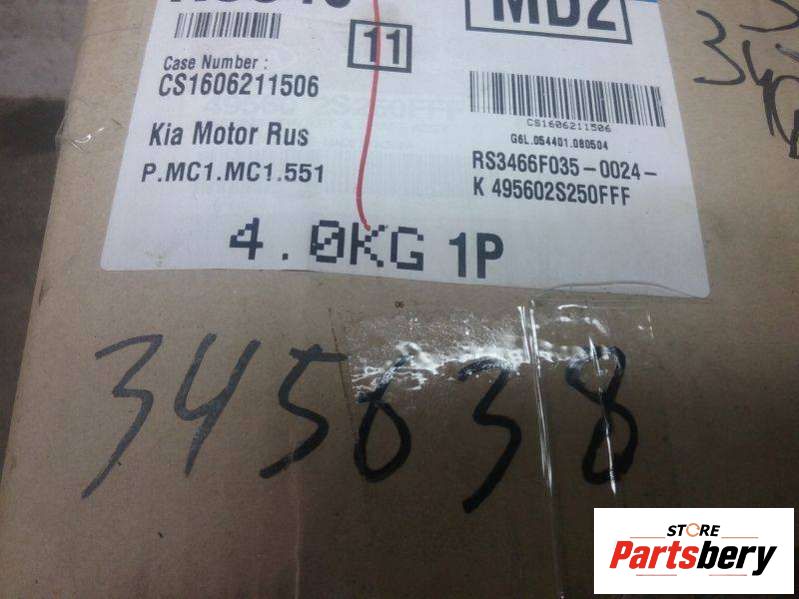 MD2
11
Case Number :
CS1606211506
CS1606211506
Kia Motor Rus
G6L.054401.080504
P.MC1.MC1.551
RS3466F035-0024-
K 495602S250FFF
4.0KG 1P
06
345638
STORE
Partsbery